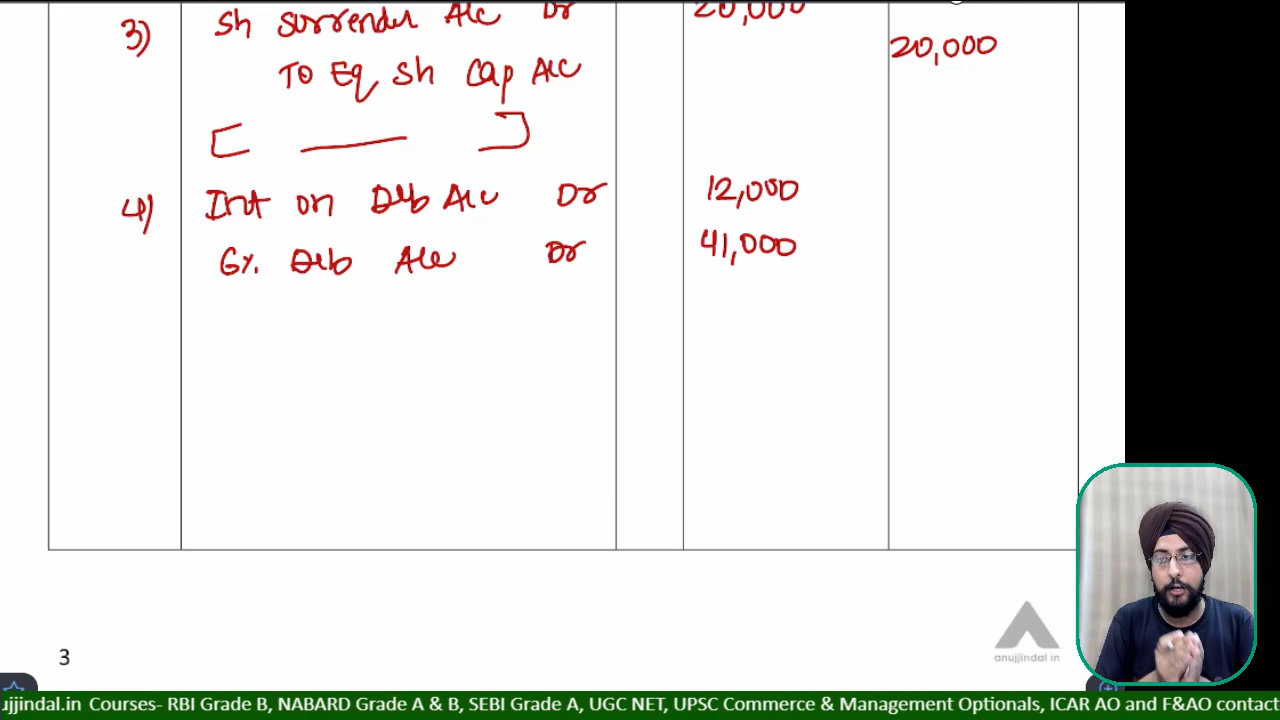 3) Sh surrender A/c Dr 20,000
To Eq Sh Cap A/c 20,000
[ — ]
4) Int on Deb A/c Dr 12,000
6% Deb A/c Dr 41,000
3
anujjindal.in
ujjindal.in Courses- RBI Grade B, NABARD Grade A & B, SEBI Grade A, UGC NET, UPSC Commerce & Management Optionals, ICAR AO and F&AO contact